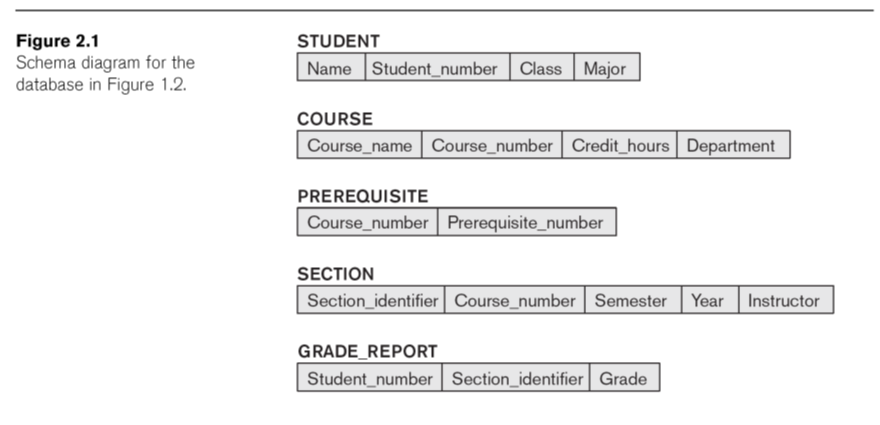 Figure 2.1
Schema diagram for the
database in Figure 1.2.
STUDENT
Name Student_number Class Major
COURSE
Course_name Course_number Credit_hours Department
PREREQUISITE
Course_number Prerequisite_number
SECTION
Section_identifier Course_number Semester Year Instructor
GRADE_REPORT
Student_number Section_identifier Grade